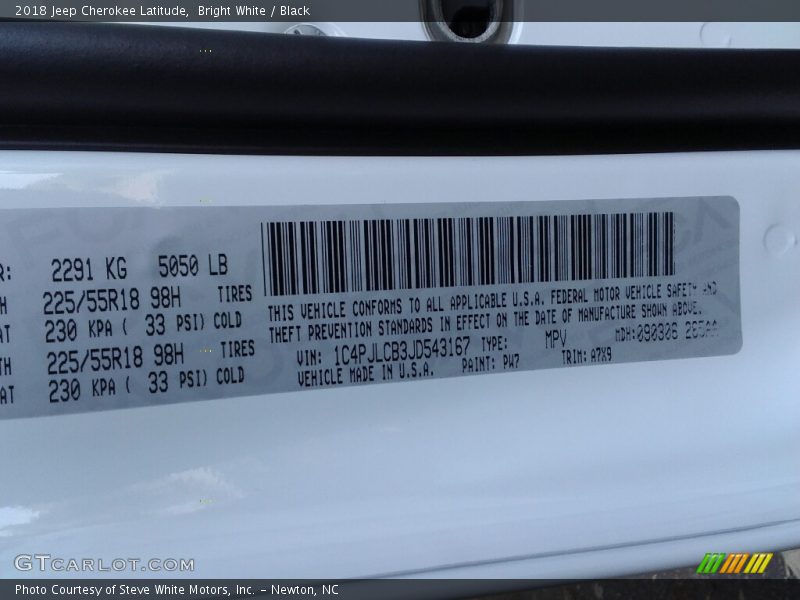 2018 Jeep Cherokee Latitude, Bright White / Black
R: 2291 KG 5050 LB
225/55R18 98H TIRES
AT 230 KPA ( 33 PSI) COLD
TH 225/55R18 98H TIRES
AT 230 KPA ( 33 PSI) COLD
THIS VEHICLE CONFORMS TO ALL APPLICABLE U.S.A. FEDERAL MOTOR VEHICLE SAFETY AND
THEFT PREVENTION STANDARDS IN EFFECT ON THE DATE OF MANUFACTURE SHOWN ABOVE.
VIN: 1C4PJLCB3JD543167 TYPE: MPV MDH:090306
VEHICLE MADE IN U.S.A. PAINT: PW7 TRIM: A7X9
GTCARLOT.COM
Photo Courtesy of Steve White Motors, Inc. – Newton, NC